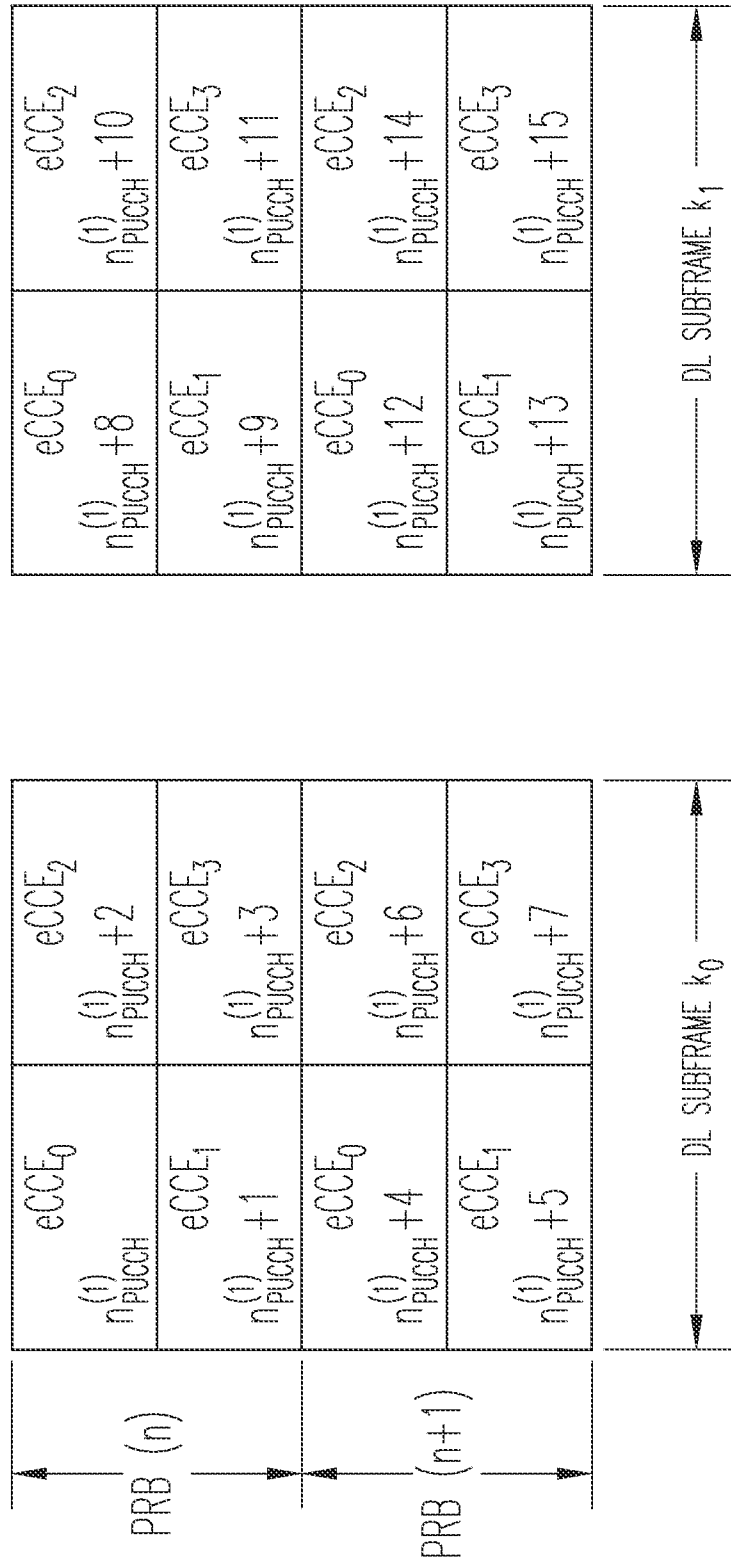 PRB (n)
PRB (n+1)
eCCE₀
n⁽¹⁾PUCCH
eCCE₂
n⁽¹⁾PUCCH +2
eCCE₁
n⁽¹⁾PUCCH +1
eCCE₃
n⁽¹⁾PUCCH +3
eCCE₀
n⁽¹⁾PUCCH +4
eCCE₂
n⁽¹⁾PUCCH +6
eCCE₁
n⁽¹⁾PUCCH +5
eCCE₃
n⁽¹⁾PUCCH +7
DL SUBFRAME k₀
eCCE₀
n⁽¹⁾PUCCH +8
eCCE₂
n⁽¹⁾PUCCH +10
eCCE₁
n⁽¹⁾PUCCH +9
eCCE₃
n⁽¹⁾PUCCH +11
eCCE₀
n⁽¹⁾PUCCH +12
eCCE₂
n⁽¹⁾PUCCH +14
eCCE₁
n⁽¹⁾PUCCH +13
eCCE₃
n⁽¹⁾PUCCH +15
DL SUBFRAME k₁